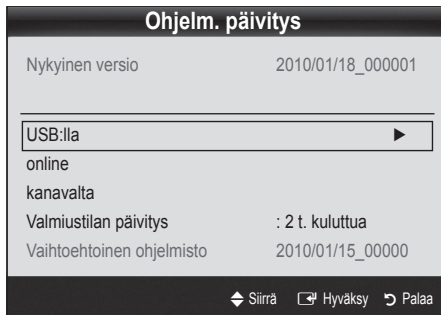 Ohjelm. päivitys
Nykyinen versio 2010/01/18_000001
USB:lla
online
kanavalta
Valmiustilan päivitys : 2 t. kuluttua
Vaihtoehtoinen ohjelmisto 2010/01/15_00000
Siirrä Hyväksy Palaa